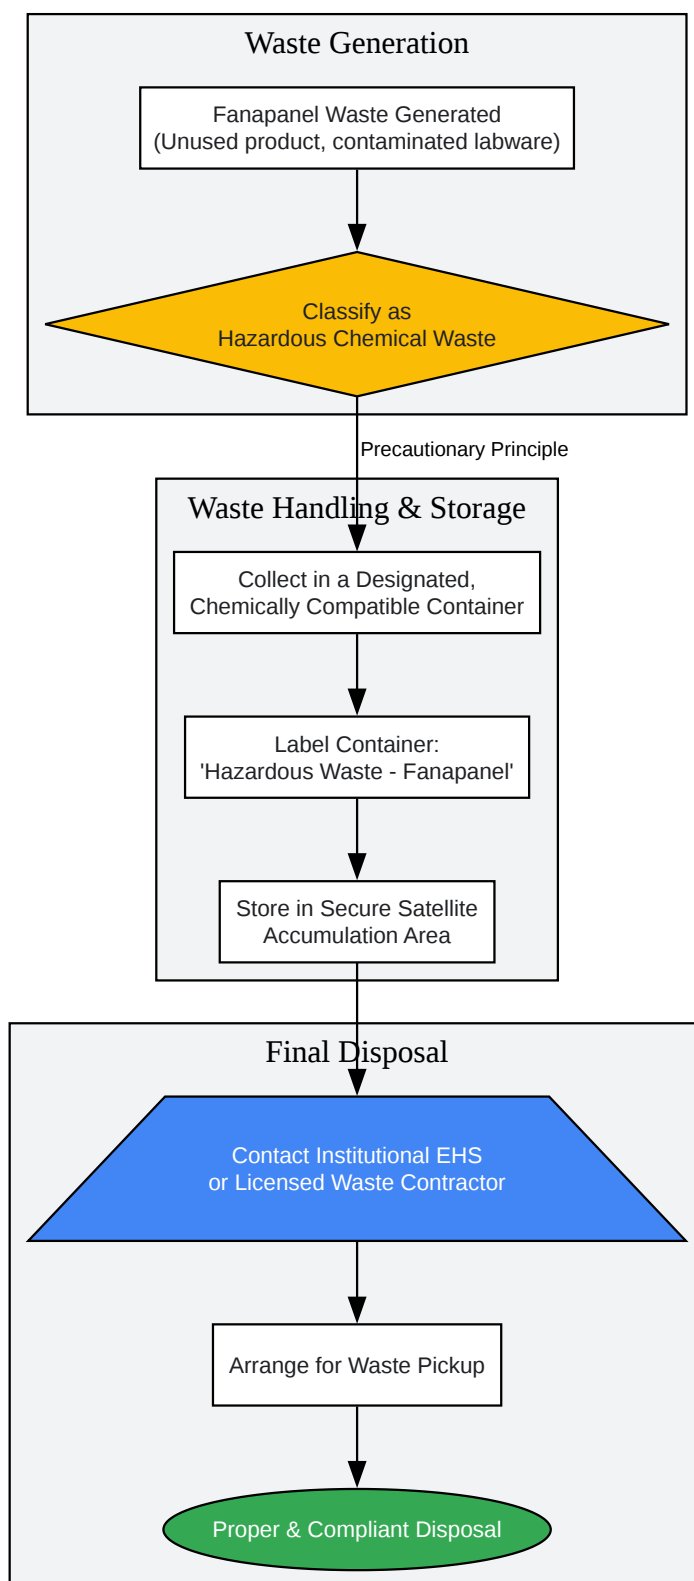 Waste Generation
Fanapanel Waste Generated
(Unused product, contaminated labware)
Classify as
Hazardous Chemical Waste
Precautionary Principle
Waste Handling & Storage
Collect in a Designated,
Chemically Compatible Container
Label Container:
'Hazardous Waste - Fanapanel'
Store in Secure Satellite
Accumulation Area
Final Disposal
Contact Institutional EHS
or Licensed Waste Contractor
Arrange for Waste Pickup
Proper & Compliant Disposal